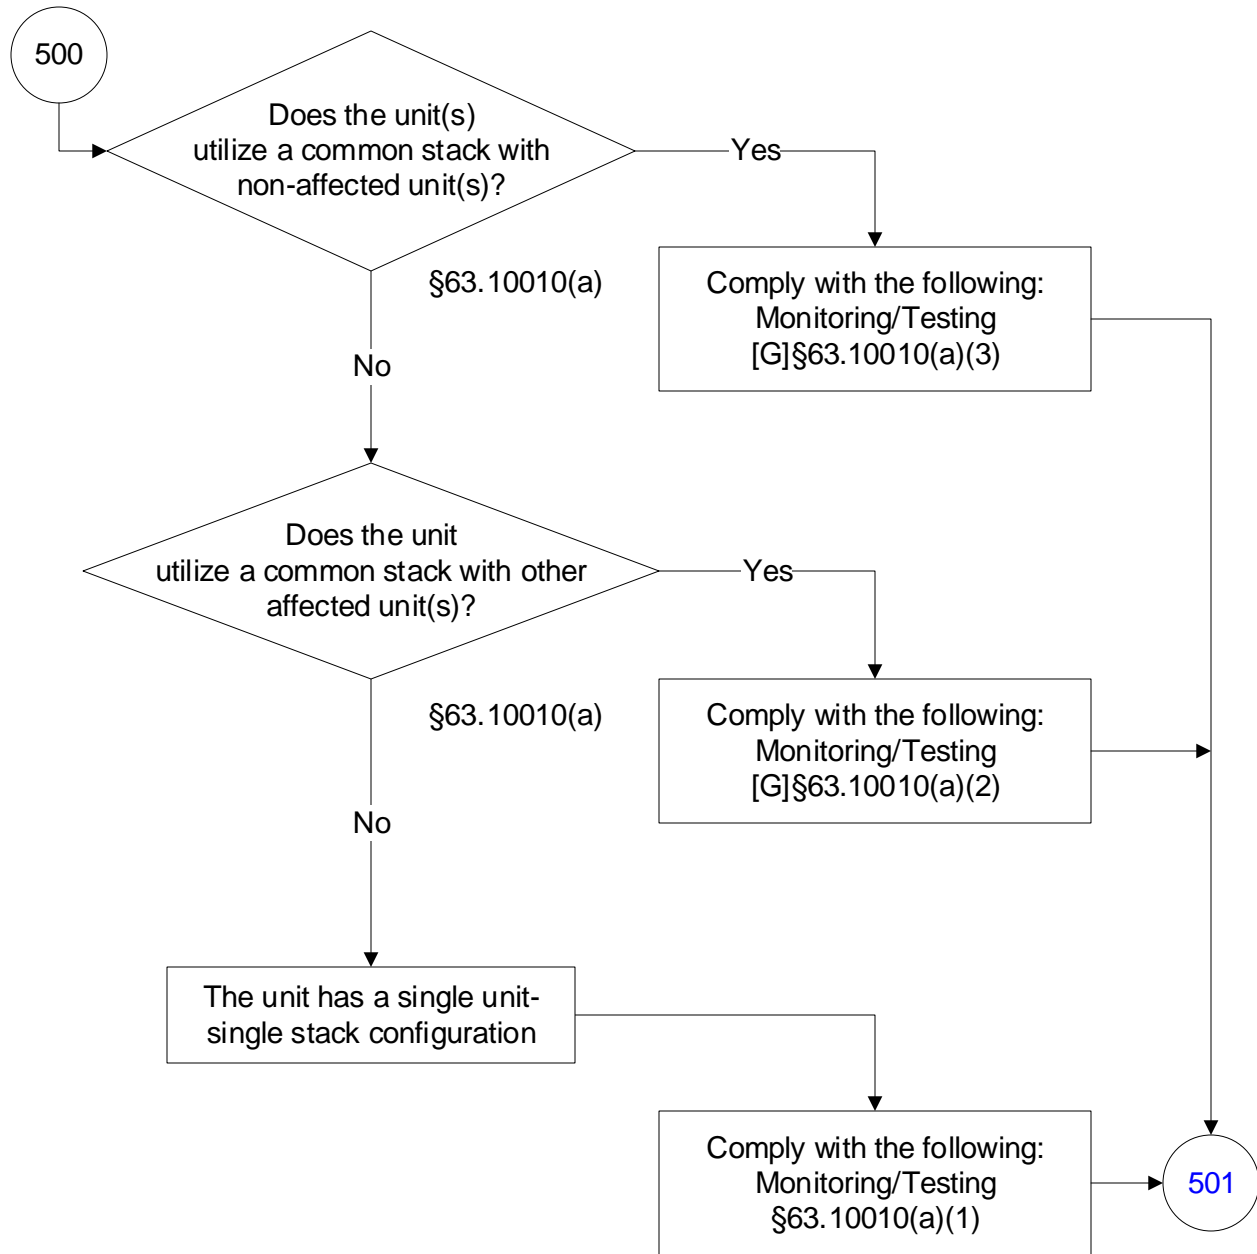 500
Does the unit(s)
utilize a common stack with
non-affected unit(s)?
Yes
§63.10010(a)
Comply with the following:
Monitoring/Testing
[G]§63.10010(a)(3)
No
Does the unit
utilize a common stack with other
affected unit(s)?
Yes
§63.10010(a)
Comply with the following:
Monitoring/Testing
[G]§63.10010(a)(2)
No
The unit has a single unit-
single stack configuration
Comply with the following:
Monitoring/Testing
§63.10010(a)(1)
501